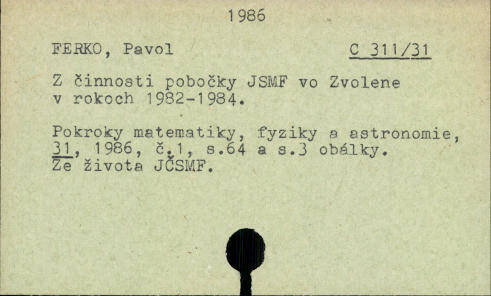 1986
FERKO, Pavol C 311/31
Z činnosti pobočky JSMF vo Zvolene
v rokoch 1982-1984.
Pokroky matematiky, fyziky a astronomie,
31, 1986, č.1, s.64 a s.3 obálky.
Ze života JČSMF.